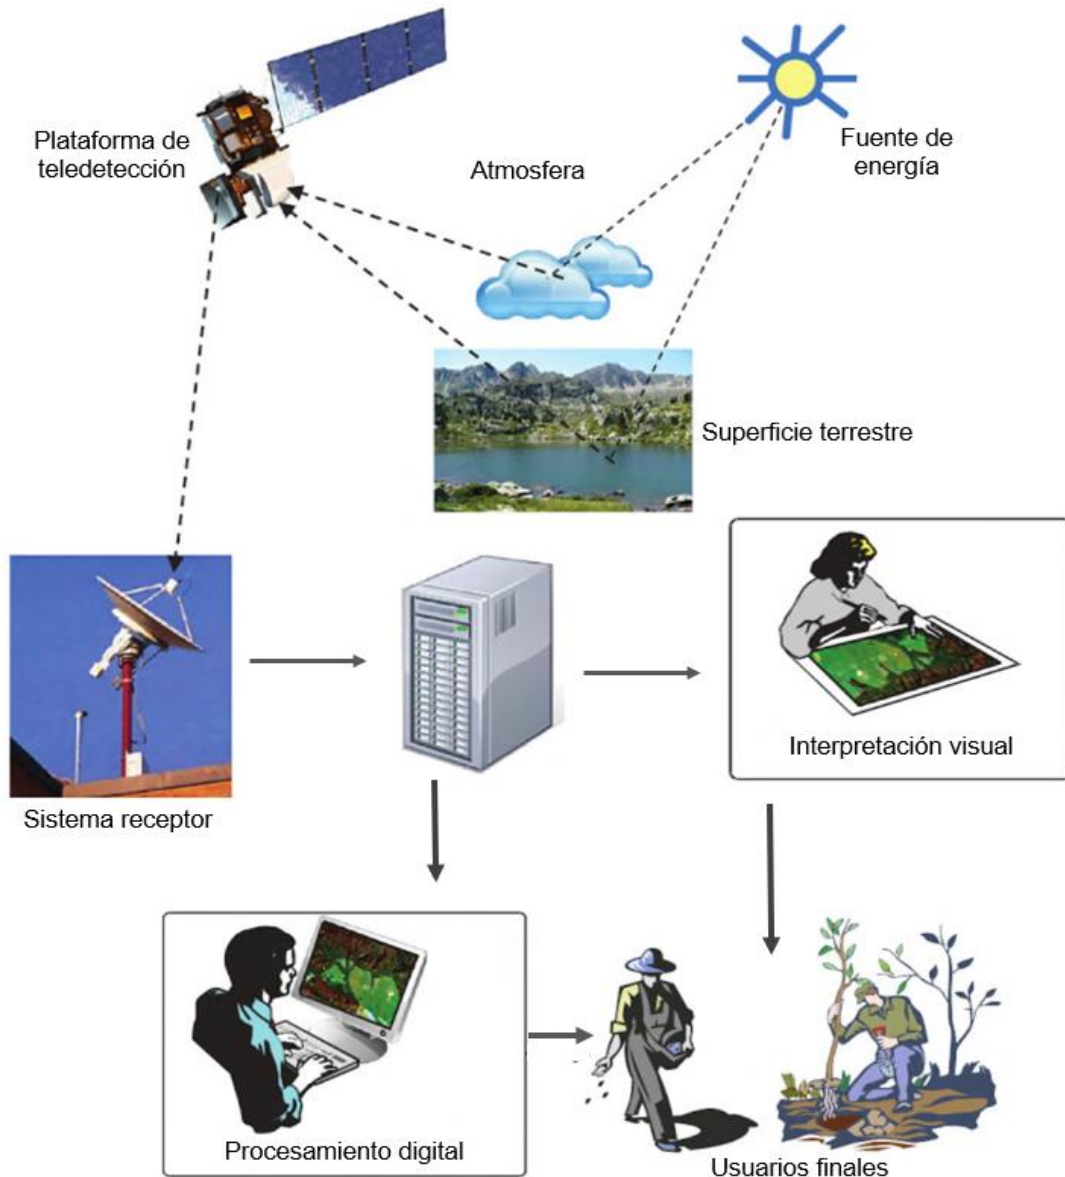 Plataforma de
teledetección
Atmosfera
Fuente de
energía
Superficie terrestre
Interpretación visual
Sistema receptor
Procesamiento digital
Usuarios finales